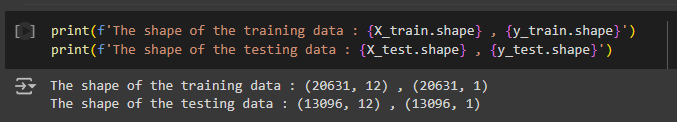 print(f'The shape of the training data : {X_train.shape} , {y_train.shape}')
print(f'The shape of the testing data : {X_test.shape} , {y_test.shape}')
The shape of the training data : (20631, 12) , (20631, 1)
The shape of the testing data : (13096, 12) , (13096, 1)